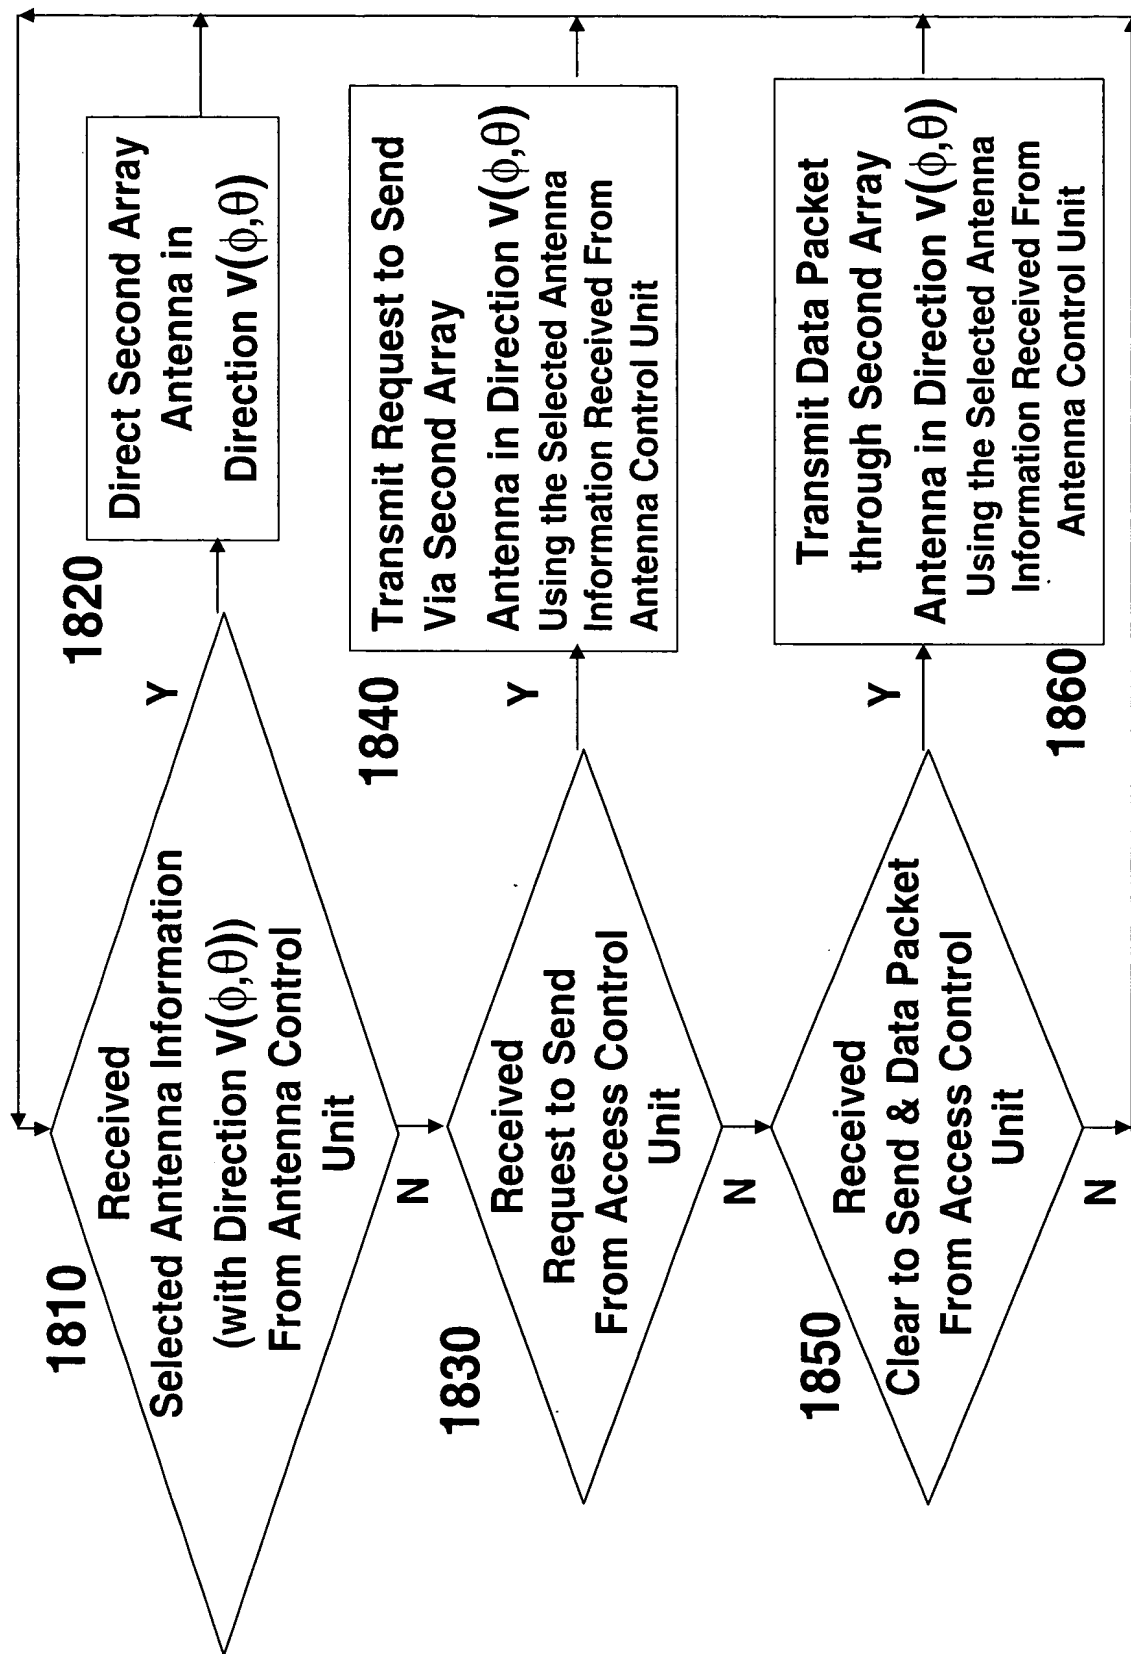 1810
Received
Selected Antenna Information
(with Direction V(ϕ,θ))
From Antenna Control
Unit
Y
N
1820
Direct Second Array
Antenna in
Direction V(ϕ,θ)
1830
Received
Request to Send
From Access Control
Unit
Y
N
1840
Transmit Request to Send
Via Second Array
Antenna in Direction V(ϕ,θ)
Using the Selected Antenna
Information Received From
Antenna Control Unit
1850
Received
Clear to Send & Data Packet
From Access Control
Unit
Y
N
1860
Transmit Data Packet
through Second Array
Antenna in Direction V(ϕ,θ)
Using the Selected Antenna
Information Received From
Antenna Control Unit